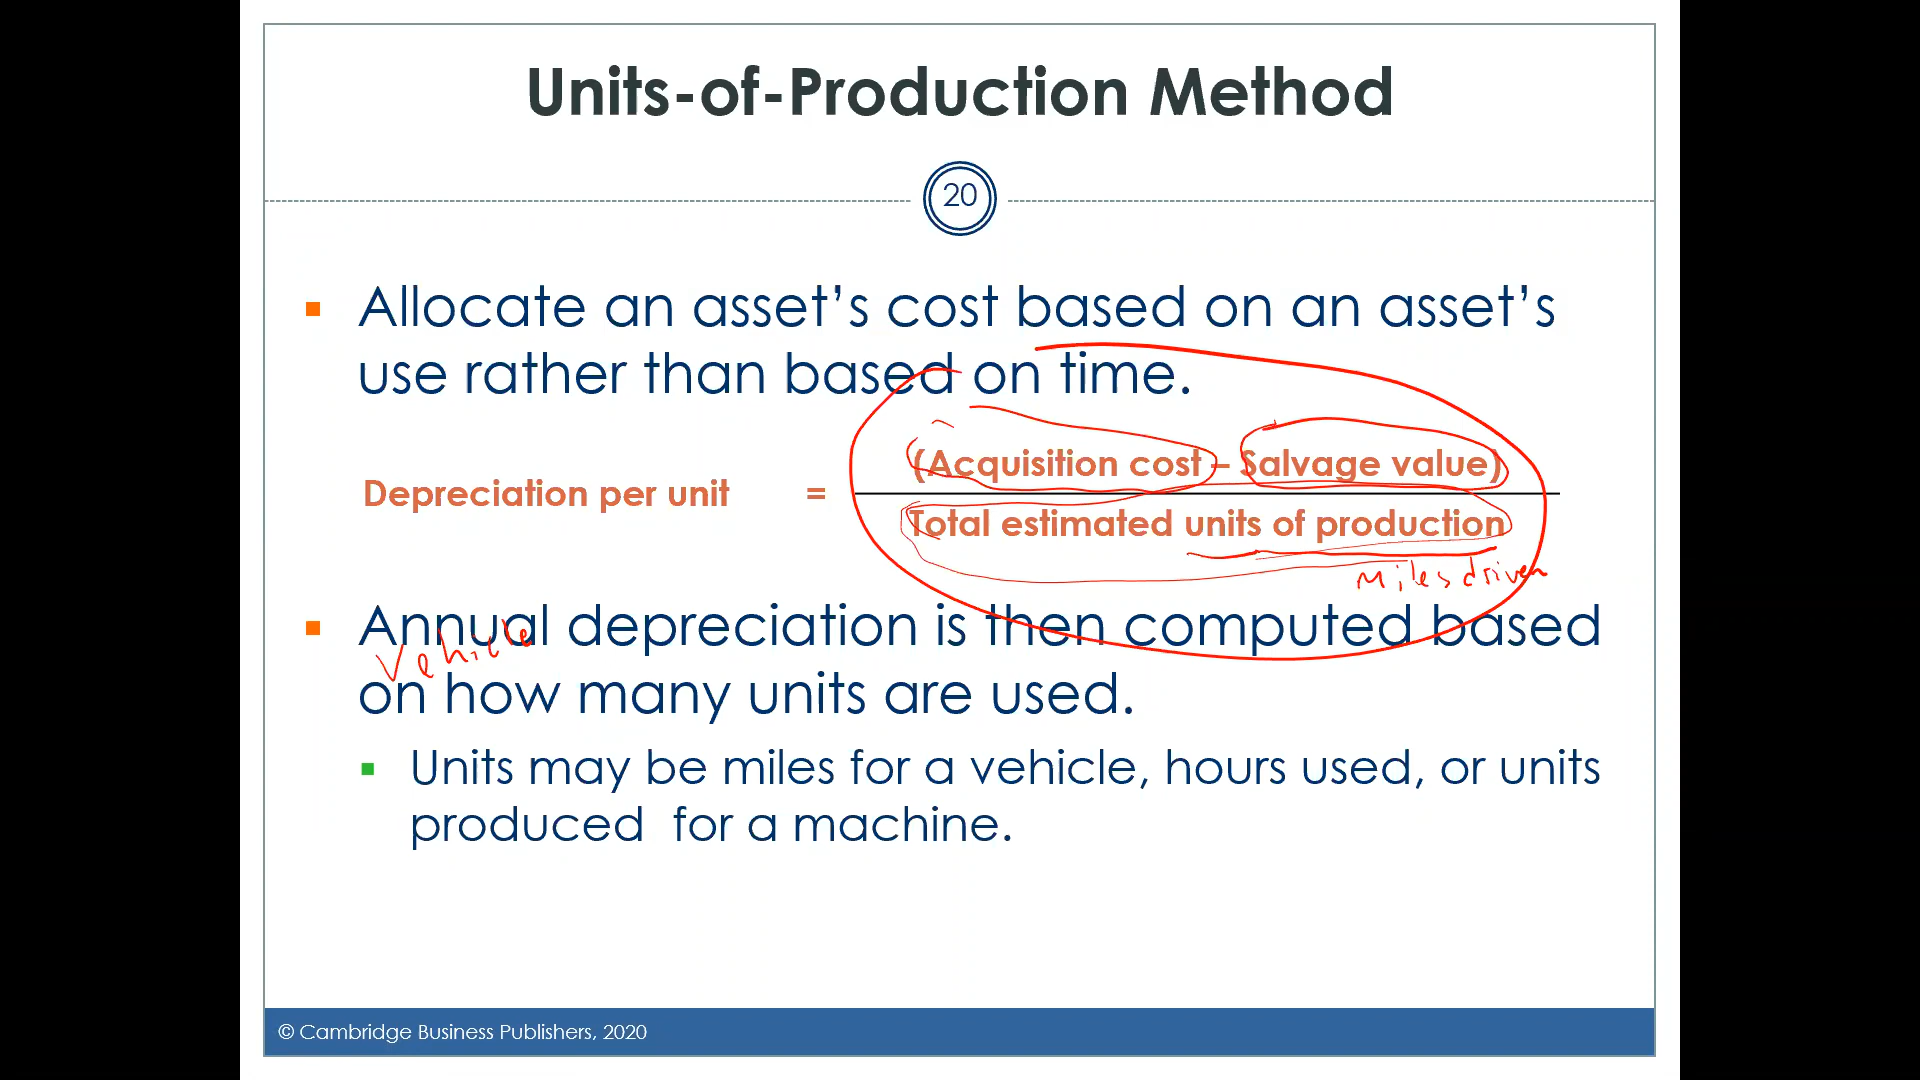 Units-of-Production Method
20
▪ Allocate an asset’s cost based on an asset’s
use rather than based on time.
(Acquisition cost – Salvage value)
Depreciation per unit =
Total estimated units of production
Miles driven
▪ Annual depreciation is then computed based
Vehicle
on how many units are used.
▪ Units may be miles for a vehicle, hours used, or units
produced for a machine.
© Cambridge Business Publishers, 2020